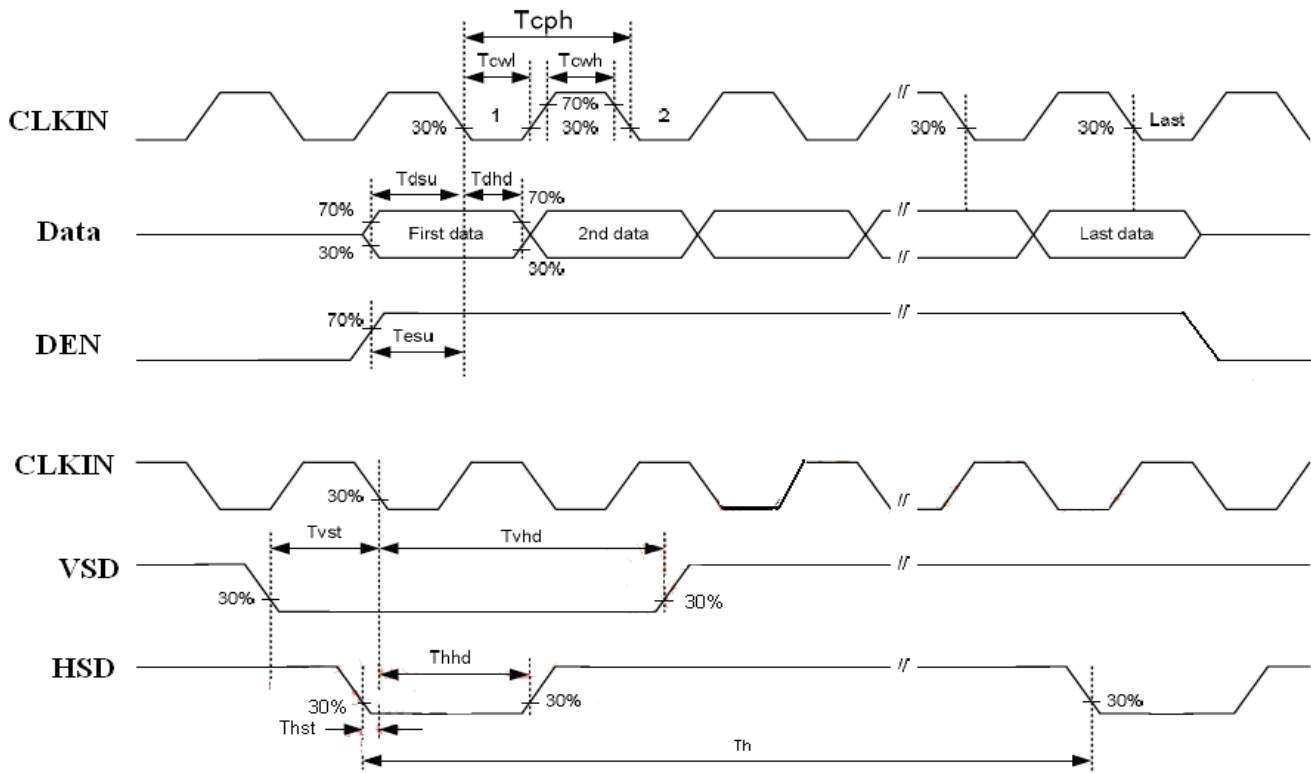 Tcph
Tcwl Tcwh
CLKIN 30% 1 70% 30% 2 // 30% 30% Last
Tdsu Tdhd
70% 70%
Data First data 2nd data // Last data
30% 30%
70%
DEN Tesu //
CLKIN 30% //
Tvst Tvhd
VSD //
30% 30%
HSD Thhd //
30% 30% 30%
Thst
Th